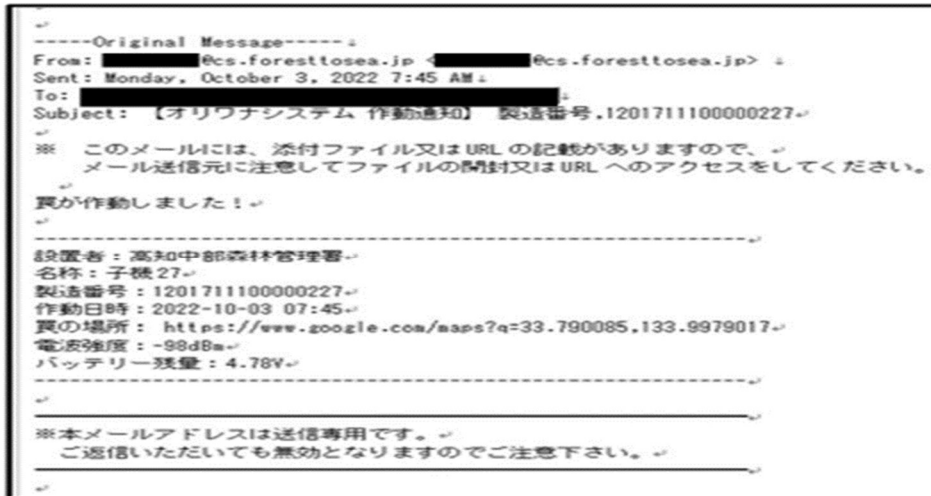 -----Original Message-----
From: @cs.foresttosea.jp < @cs.foresttosea.jp>
Sent: Monday, October 3, 2022 7:45 AM
To:
Subject: 【オリワナシステム 作動通知】 製造番号.1201711100000227
※ このメールには、添付ファイル又はURLの記載がありますので、
メール送信元に注意してファイルの開封又はURLへのアクセスをしてください。
罠が作動しました!
-----------------------------------------------------------------
設置者:高知中部森林管理署
名称:子機27
製造番号:1201711100000227
作動日時:2022-10-03 07:45
罠の場所: https://www.google.com/maps?q=33.790085,133.9979017
電波強度:-98dBm
バッテリー残量:4.78V
-----------------------------------------------------------------
※本メールアドレスは送信専用です。
ご返信いただいても無効となりますのでご注意下さい。